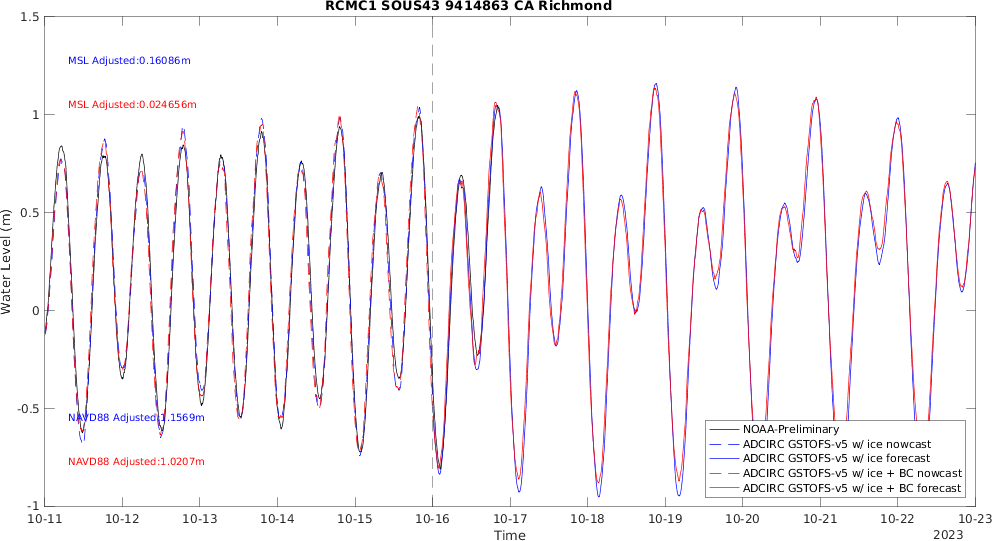 RCMC1 SOUS43 9414863 CA Richmond
1.5
MSL Adjusted:0.16086m
MSL Adjusted:0.024656m
1
0.5
Water Level (m)
0
-0.5
NAVD88 Adjusted:1.1569m
NAVD88 Adjusted:1.0207m
-1
NOAA-Preliminary
ADCIRC GSTOFS-v5 w/ ice nowcast
ADCIRC GSTOFS-v5 w/ ice forecast
ADCIRC GSTOFS-v5 w/ ice + BC nowcast
ADCIRC GSTOFS-v5 w/ ice + BC forecast
10-11 10-12 10-13 10-14 10-15 10-16 10-17 10-18 10-19 10-20 10-21 10-22 10-23
Time
2023